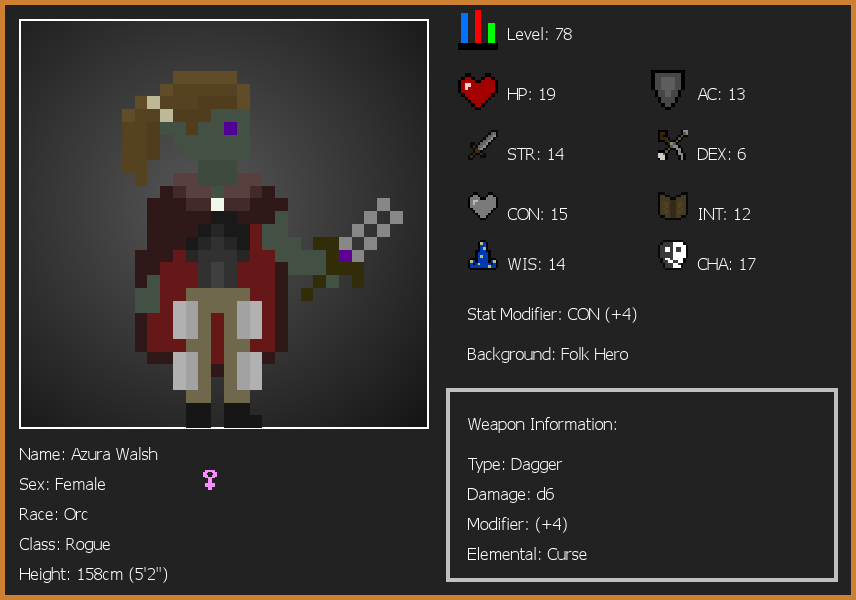 Level: 78
HP: 19
AC: 13
STR: 14
DEX: 6
CON: 15
INT: 12
WIS: 14
CHA: 17
Stat Modifier: CON (+4)
Background: Folk Hero
Weapon Information:
Type: Dagger
Damage: d6
Modifier: (+4)
Elemental: Curse
Name: Azura Walsh
Sex: Female
Race: Orc
Class: Rogue
Height: 158cm (5'2")